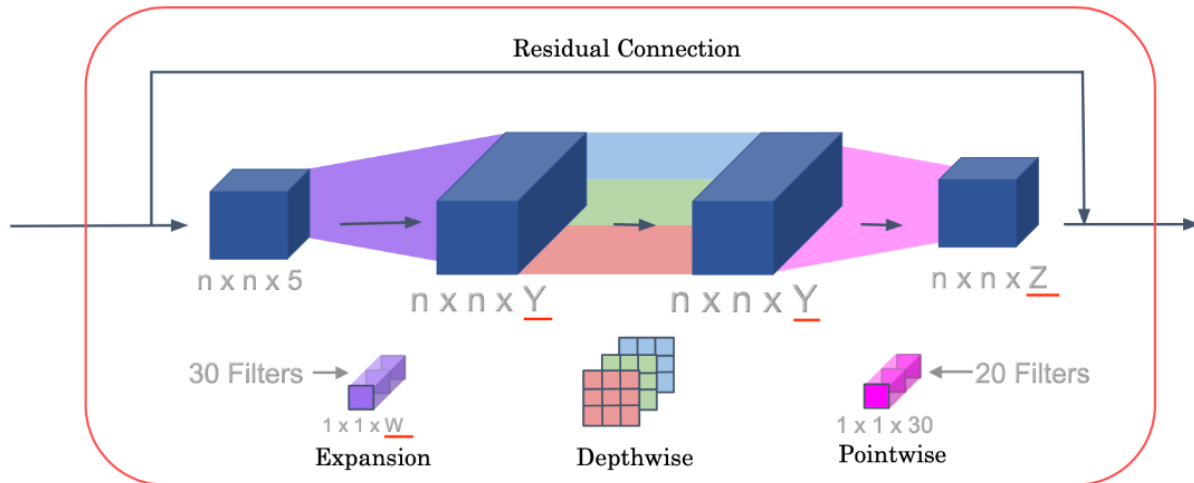 Residual Connection
n x n x 5
n x n x Y
n x n x Y
n x n x Z
30 Filters
20 Filters
1 x 1 x W
1 x 1 x 30
Expansion
Depthwise
Pointwise